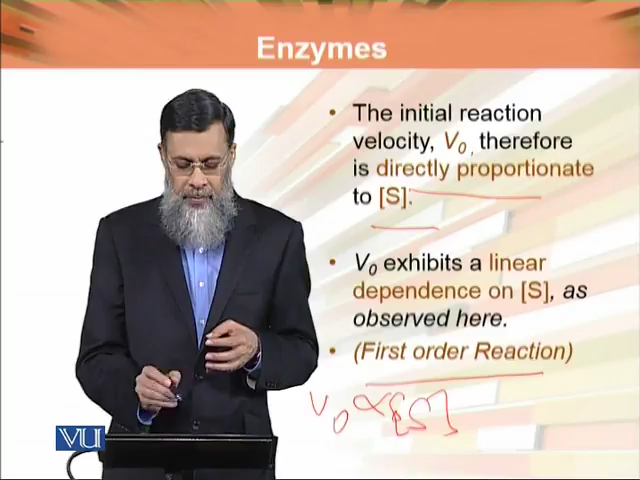 Enzymes
• The initial reaction
velocity, V₀, therefore
is directly proportionate
to [S].
• V₀ exhibits a linear
dependence on [S], as
observed here.
• (First order Reaction)
V₀ ∝ [S]
VU